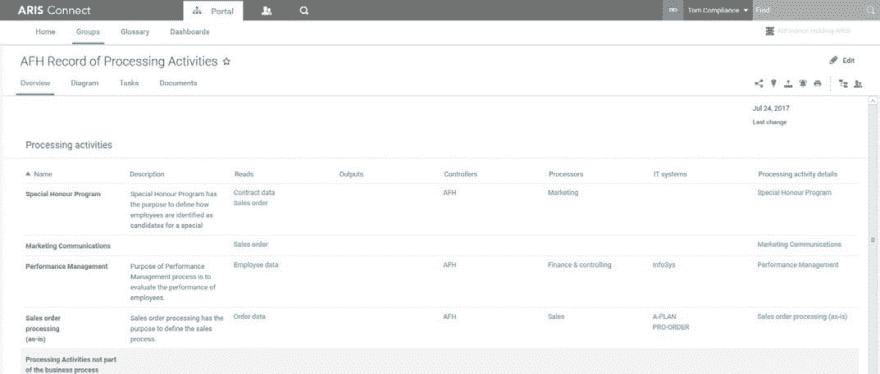 ARIS Connect
Portal
Tom Compliance
Find
Home Groups Glossary Dashboards
AFH Record of Processing Activities
Edit
Overview Diagram Tasks Documents
Jul 24, 2017
Last change
Processing activities
Name Description Reads Outputs Controllers Processors IT systems Processing activity details
Special Honour Program
Special Honour Program has
the purpose to define how
employees are identified as
candidates for a special
Contract data
Sales order
AFH
Marketing
Special Honour Program
Marketing Communications
Sales order
Marketing Communications
Performance Management
Purpose of Performance
Management process is to
evaluate the performance of
employees.
Employee data
AFH
Finance & controlling
InfoSys
Performance Management
Sales order
processing
(as-is)
Sales order processing has the
purpose to define the sales
process.
Order data
AFH
Sales
A-PLAN
PRO-ORDER
Sales order processing (as-is)
Processing Activities not part
of the business process